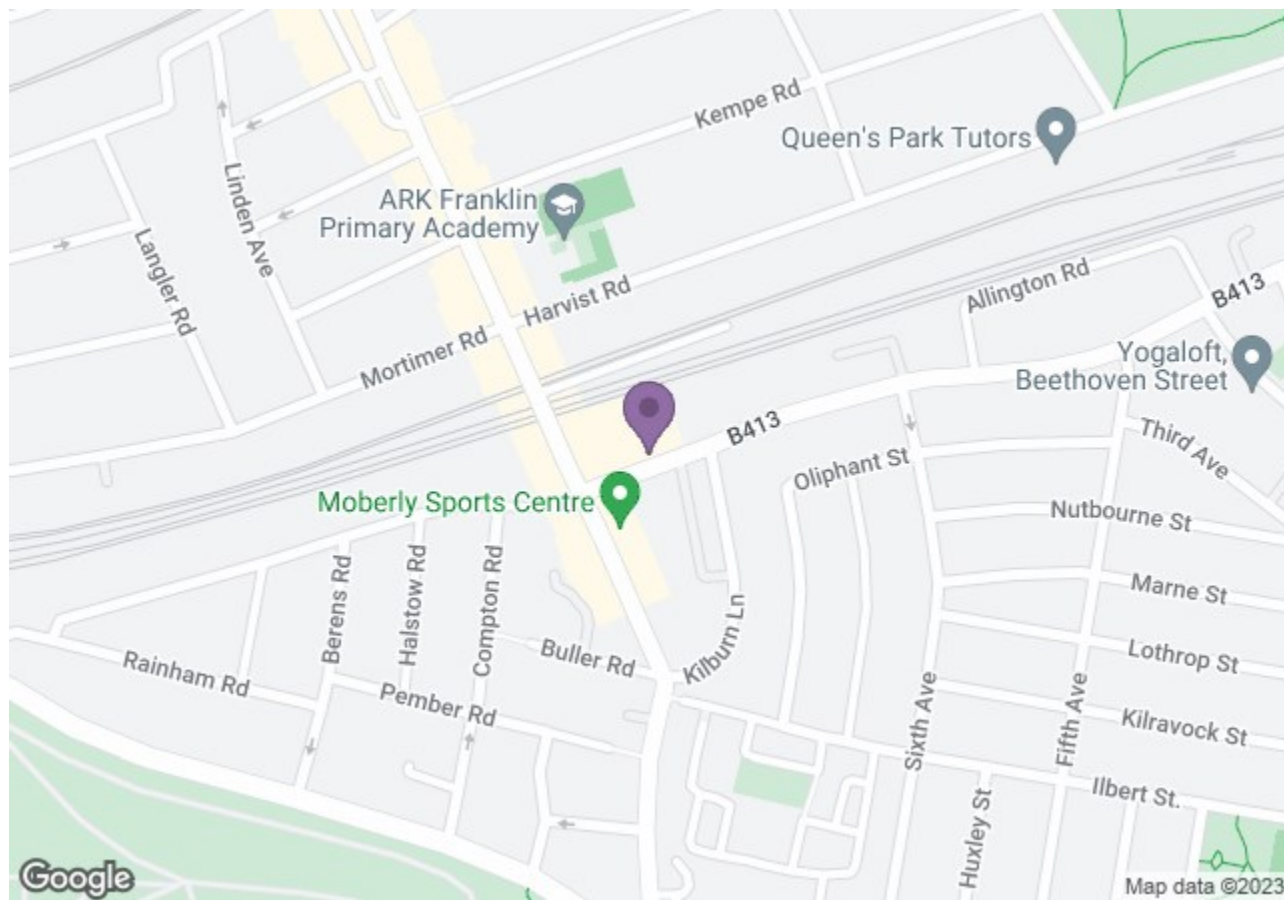 Kempe Rd
Queen's Park Tutors
ARK Franklin
Primary Academy
Linden Ave
Langler Rd
Harvist Rd
Mortimer Rd
Allington Rd
B413
Yogaloft,
Beethoven Street
B413
Third Ave
Oliphant St
Moberly Sports Centre
Nutbourne St
Berens Rd
Halstow Rd
Compton Rd
Marne St
Kilburn Ln
Buller Rd
Lothrop St
Rainham Rd
Pember Rd
Sixth Ave
Fifth Ave
Kilravock St
Ilbert St.
Huxley St
Google
Map data ©2023